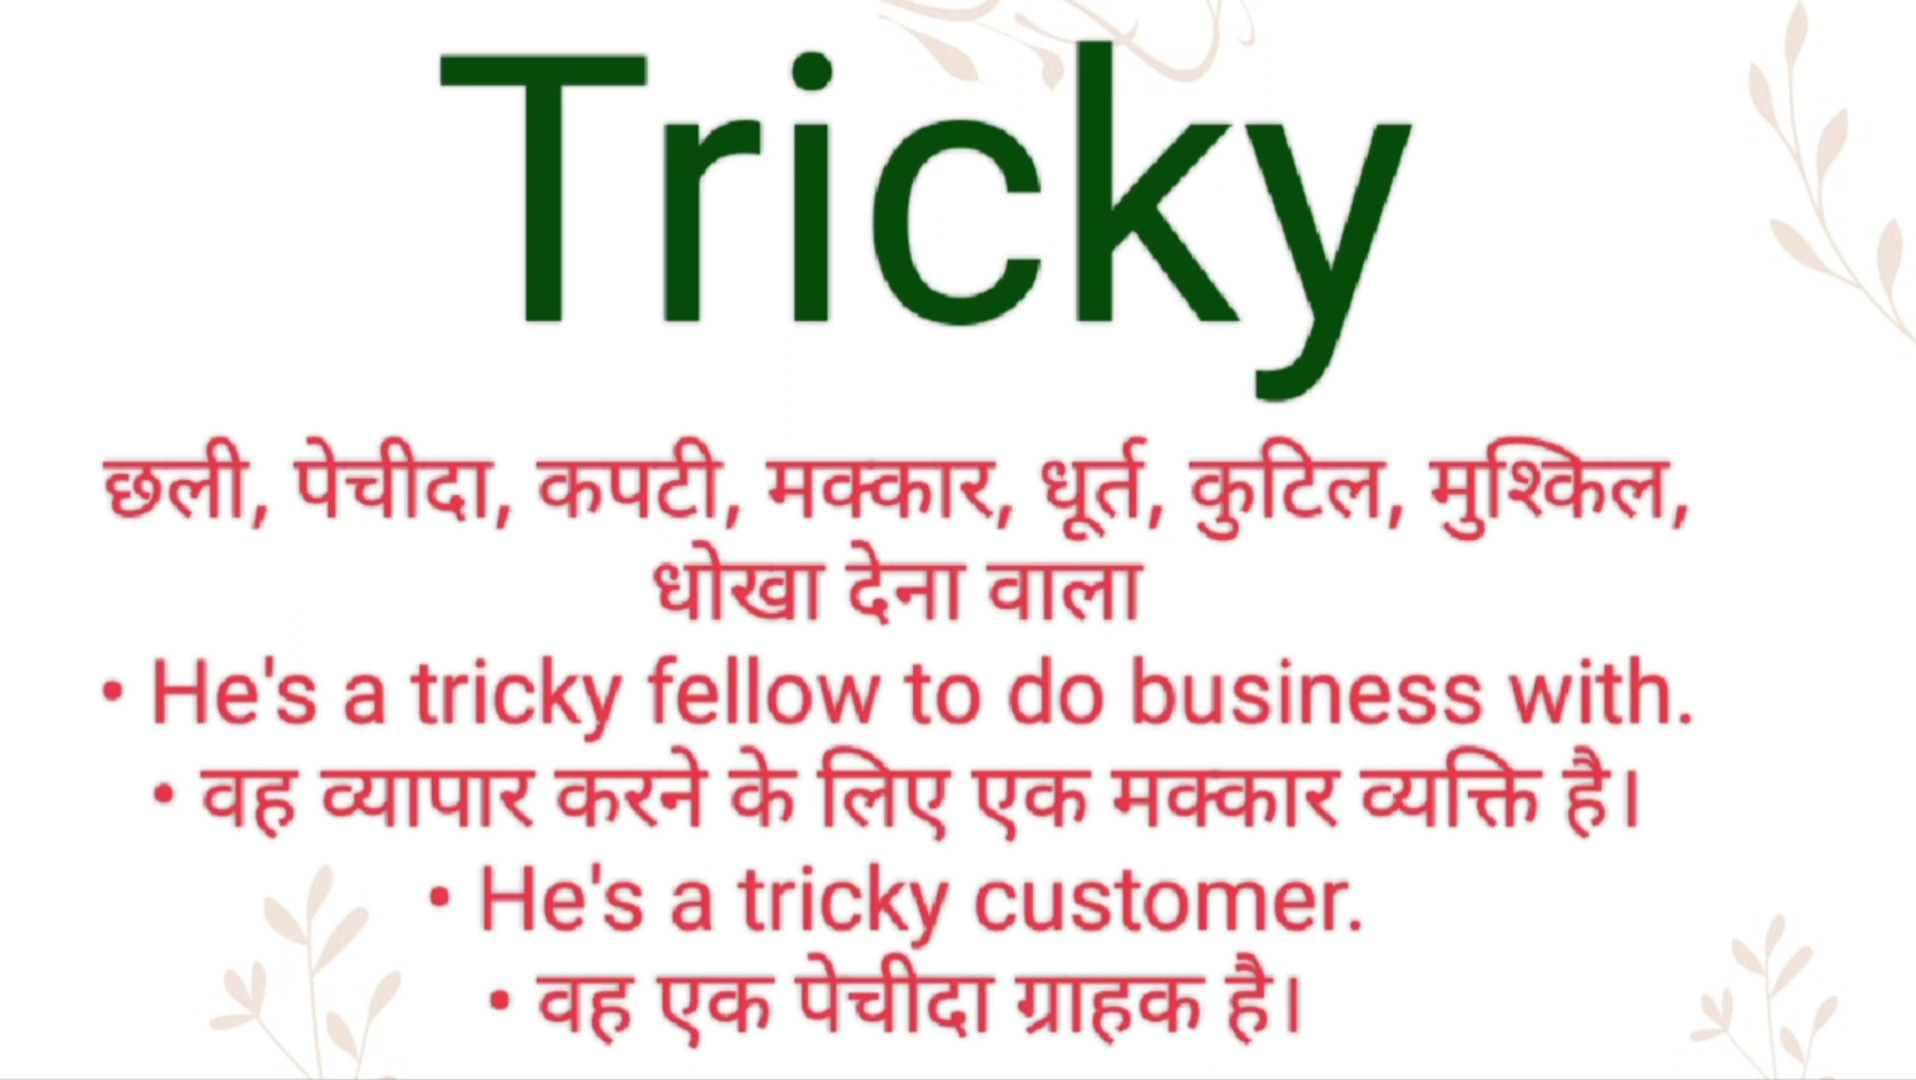 Tricky
छली, पेचीदा, कपटी, मक्कार, धूर्त, कुटिल, मुश्किल,
धोखा देना वाला
• He's a tricky fellow to do business with.
• वह व्यापार करने के लिए एक मक्कार व्यक्ति है।
• He's a tricky customer.
• वह एक पेचीदा ग्राहक है।